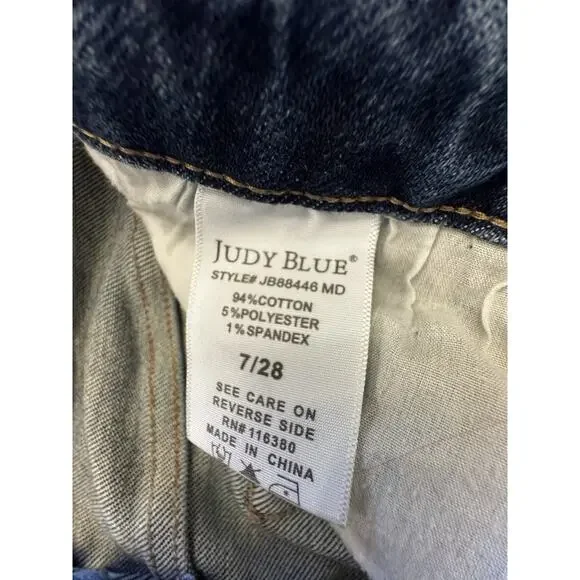 JUDY BLUE®
STYLE# JB88446 MD
94%COTTON
5%POLYESTER
1%SPANDEX
7/28
SEE CARE ON
REVERSE SIDE
RN#116380
MADE IN CHINA